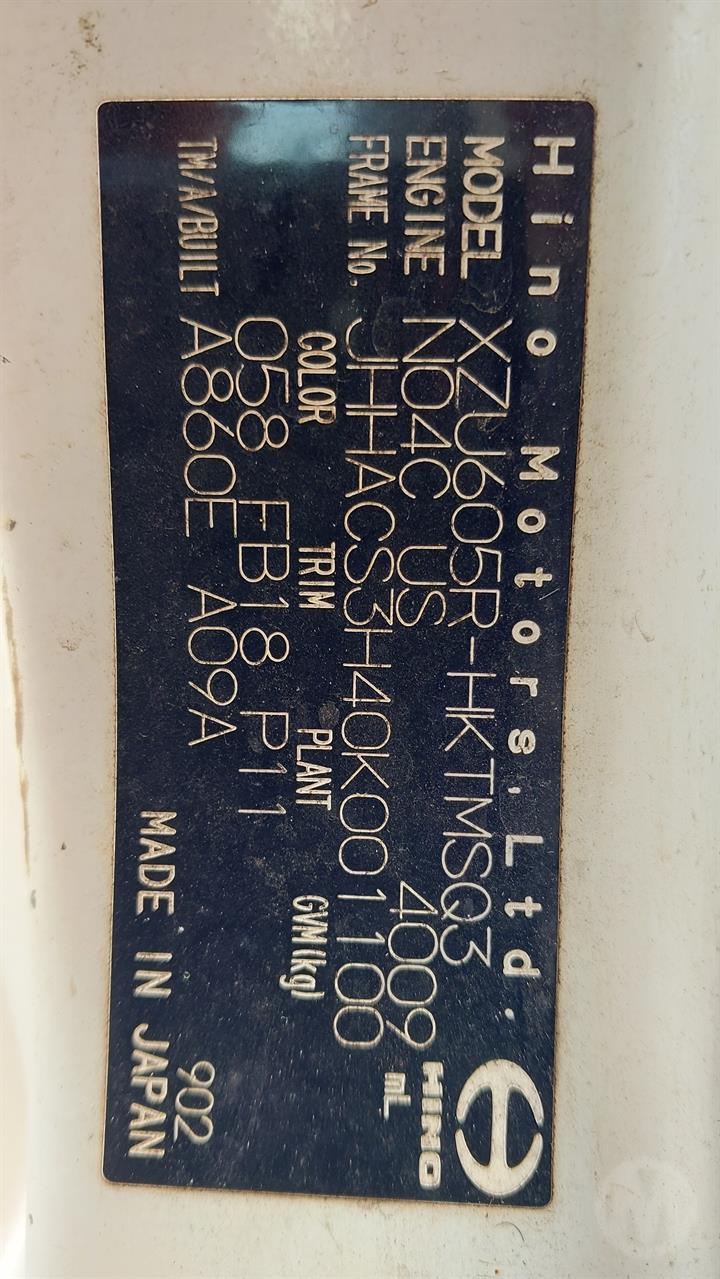 Hino Motors, Ltd.
HINO
MODEL XZU605R-HKTMSQ3
ENGINE N04C US 4009 mL
FRAME No. JHHACS3H40K001100
COLOR TRIM PLANT GVM(kg)
058 FB18 P11
TM/A/BUILT A860E A09A
902
MADE IN JAPAN